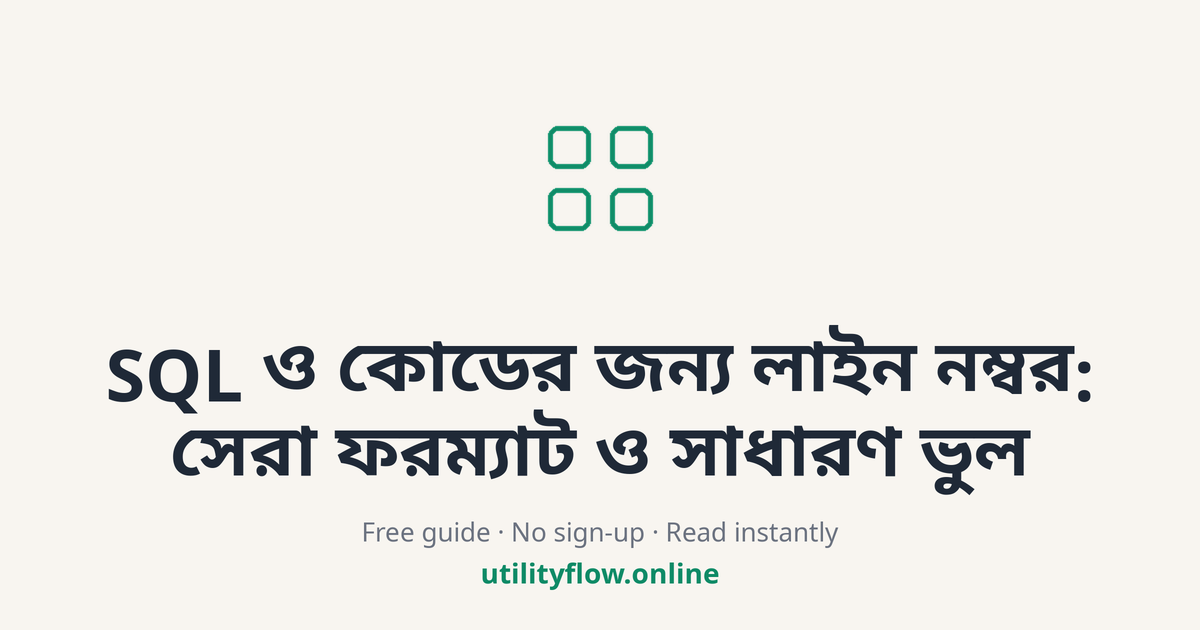 SQL ও কোডের জন্য লাইন নম্বর:
সেরা ফরম্যাট ও সাধারণ ভুল
Free guide · No sign-up · Read instantly
utilityflow.online